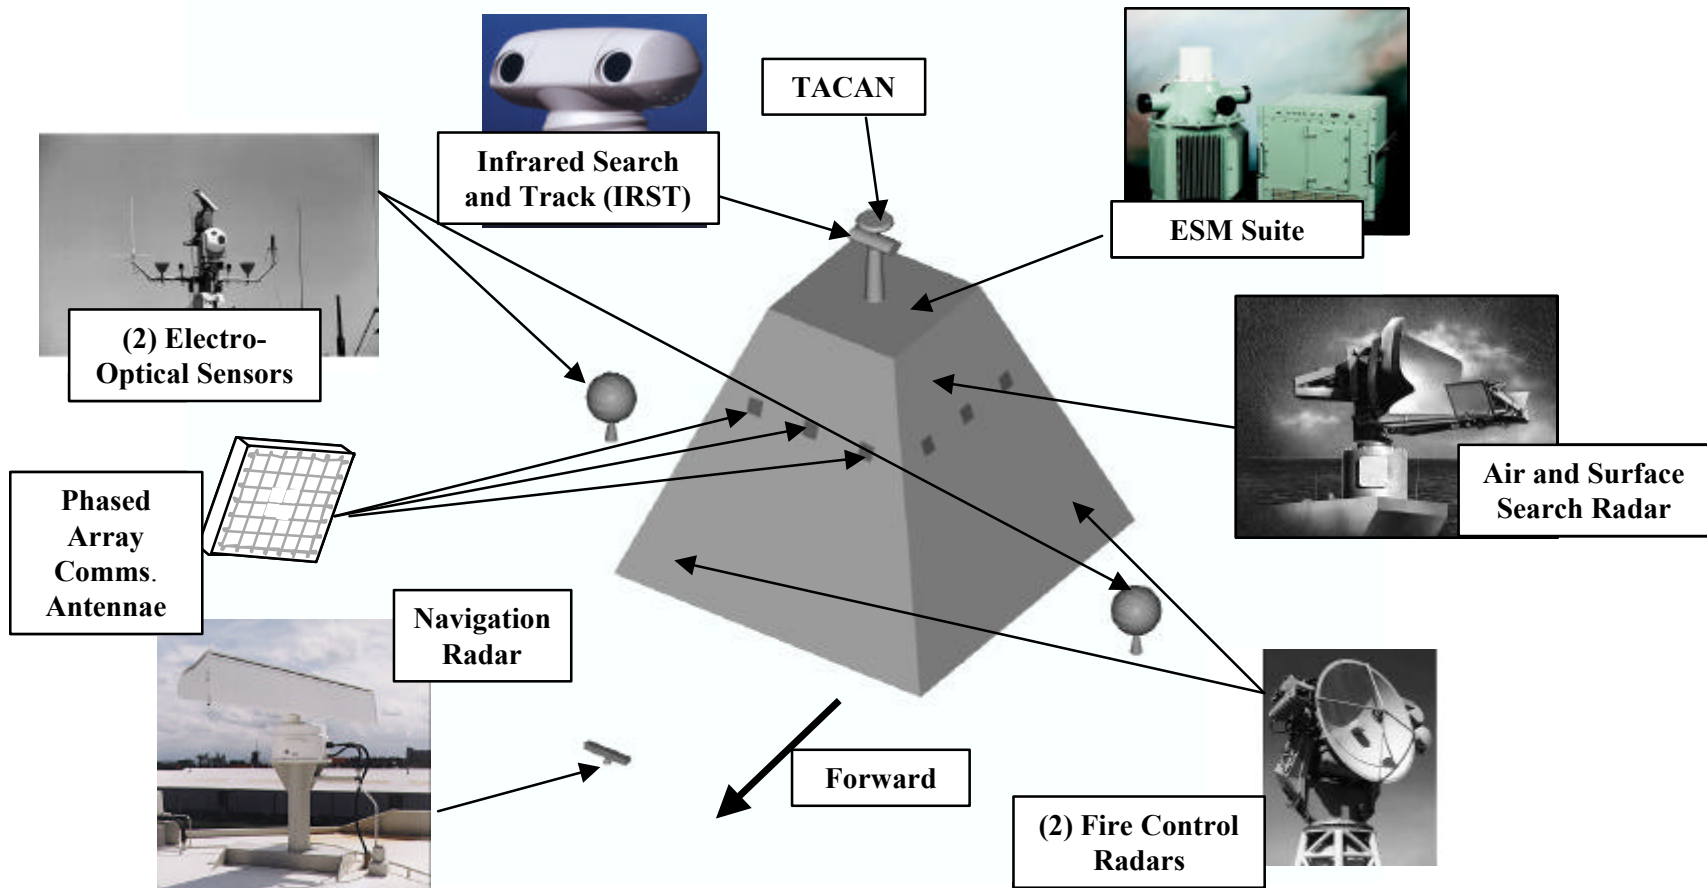 TACAN
Infrared Search
and Track (IRST)
ESM Suite
(2) Electro-
Optical Sensors
Air and Surface
Search Radar
Phased
Array
Comms.
Antennae
Navigation
Radar
Forward
(2) Fire Control
Radars